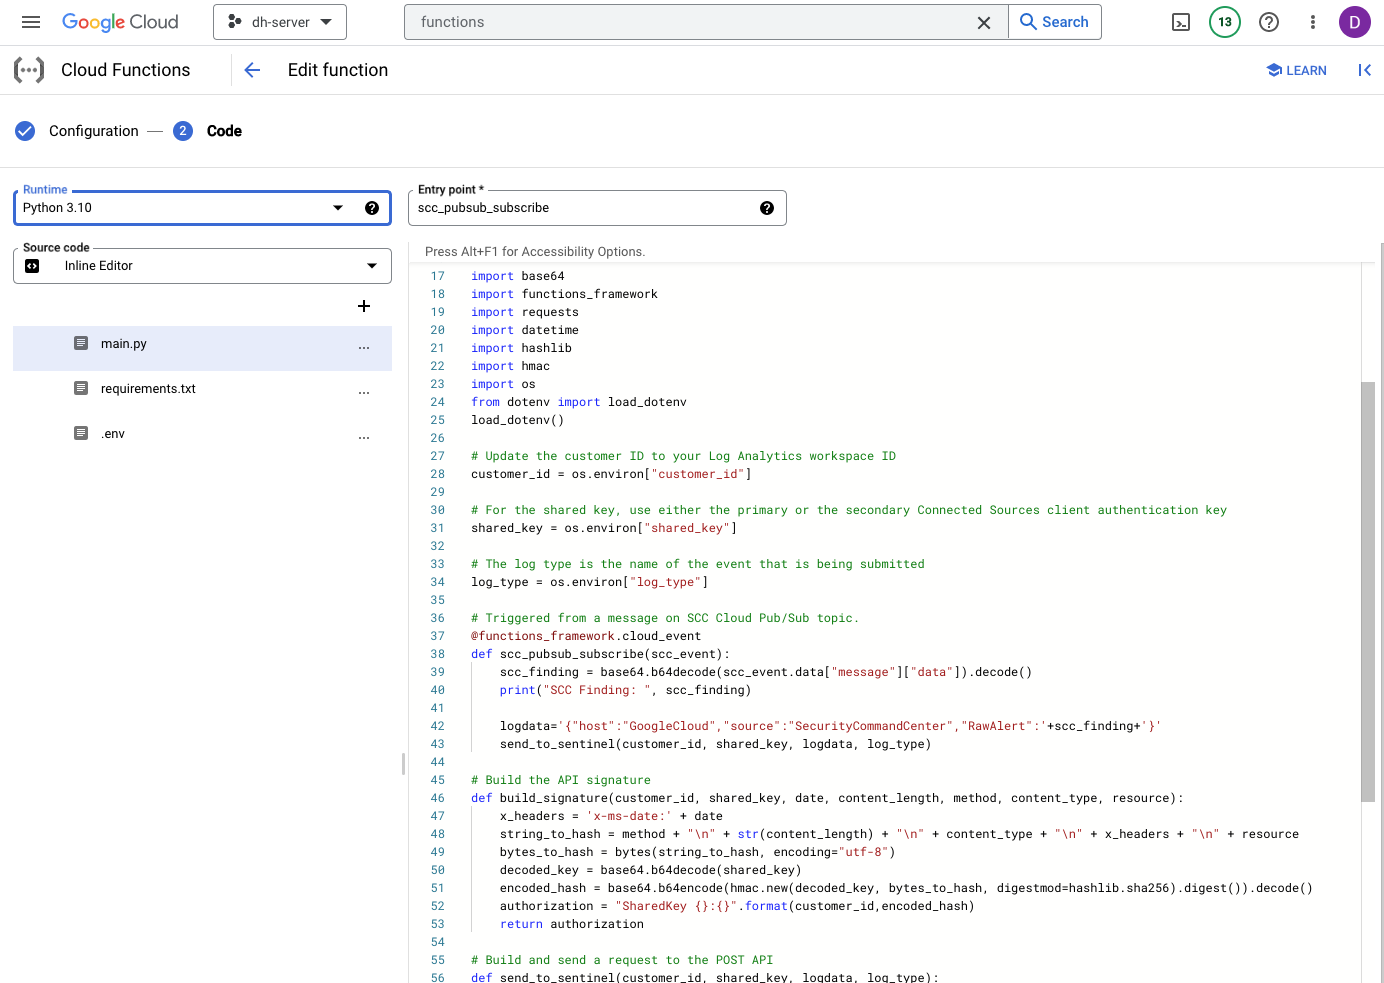 Google Cloud
dh-server
functions
Search
13
D
Cloud Functions
Edit function
LEARN
Configuration
2
Code
Runtime
Python 3.10
Entry point *
scc_pubsub_subscribe
Source code
Inline Editor
main.py
...
requirements.txt
...
.env
...
Press Alt+F1 for Accessibility Options.
17 import base64
18 import functions_framework
19 import requests
20 import datetime
21 import hashlib
22 import hmac
23 import os
24 from dotenv import load_dotenv
25 load_dotenv()
26
27 # Update the customer ID to your Log Analytics workspace ID
28 customer_id = os.environ["customer_id"]
29
30 # For the shared key, use either the primary or the secondary Connected Sources client authentication key
31 shared_key = os.environ["shared_key"]
32
33 # The log type is the name of the event that is being submitted
34 log_type = os.environ["log_type"]
35
36 # Triggered from a message on SCC Cloud Pub/Sub topic.
37 @functions_framework.cloud_event
38 def scc_pubsub_subscribe(scc_event):
39     scc_finding = base64.b64decode(scc_event.data["message"]["data"]).decode()
40     print("SCC Finding: ", scc_finding)
41
42     logdata='{"host":"GoogleCloud","source":"SecurityCommandCenter","RawAlert":'+scc_finding+'}'
43     send_to_sentinel(customer_id, shared_key, logdata, log_type)
44
45 # Build the API signature
46 def build_signature(customer_id, shared_key, date, content_length, method, content_type, resource):
47     x_headers = 'x-ms-date:' + date
48     string_to_hash = method + "\n" + str(content_length) + "\n" + content_type + "\n" + x_headers + "\n" + resource
49     bytes_to_hash = bytes(string_to_hash, encoding="utf-8")
50     decoded_key = base64.b64decode(shared_key)
51     encoded_hash = base64.b64encode(hmac.new(decoded_key, bytes_to_hash, digestmod=hashlib.sha256).digest()).decode()
52     authorization = "SharedKey {}:{}".format(customer_id,encoded_hash)
53     return authorization
54
55 # Build and send a request to the POST API
56 def send_to_sentinel(customer_id, shared_key, logdata, log_type):